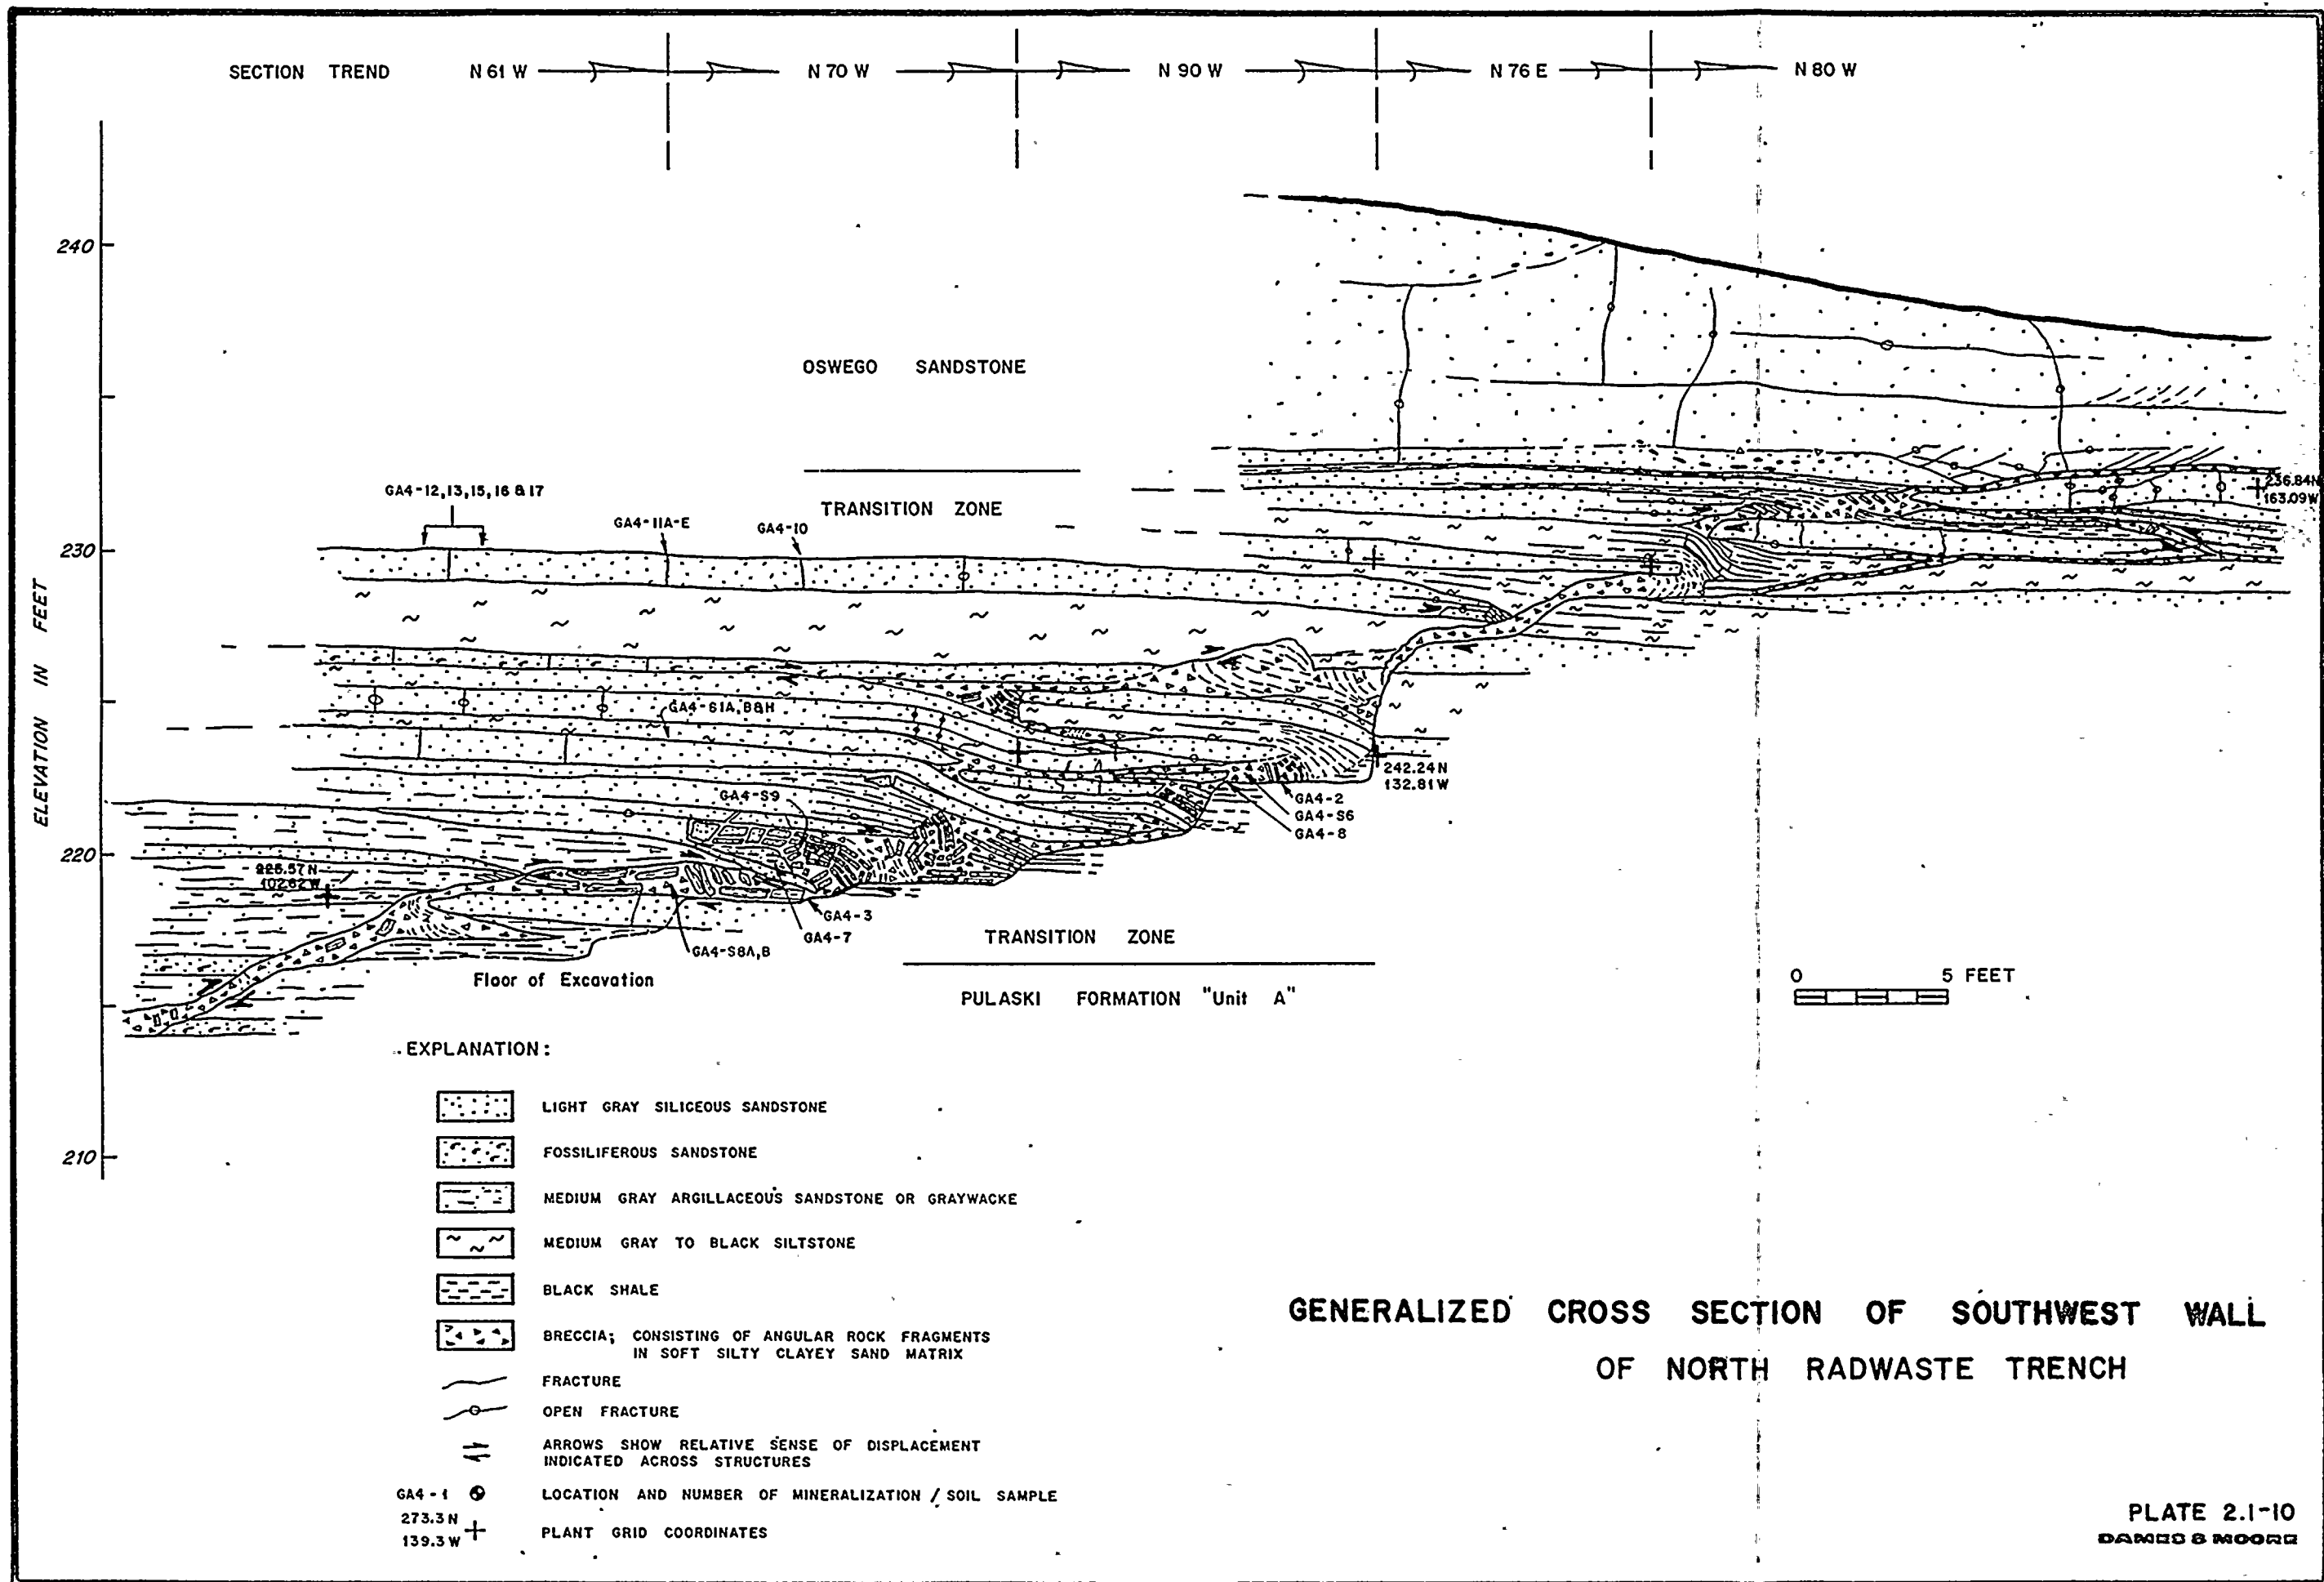 SECTION TREND N 61 W N 70 W N 90 W N 76 E N 80 W
240
OSWEGO SANDSTONE
TRANSITION ZONE
GA4-12,13,15,16 & 17
GA4-11A-E
GA4-10
236.84N
163.09W
230
ELEVATION IN FEET
GA4-61A,B&H
242.24N
132.81W
GA4-S9
GA4-2
GA4-S6
GA4-8
220
102.62W
GA4-3
GA4-7
GA4-S8A,B
Floor of Excavation
TRANSITION ZONE
PULASKI FORMATION "Unit A"
0 5 FEET
210
EXPLANATION:
LIGHT GRAY SILICEOUS SANDSTONE
FOSSILIFEROUS SANDSTONE
MEDIUM GRAY ARGILLACEOUS SANDSTONE OR GRAYWACKE
MEDIUM GRAY TO BLACK SILTSTONE
BLACK SHALE
BRECCIA; CONSISTING OF ANGULAR ROCK FRAGMENTS
IN SOFT SILTY CLAYEY SAND MATRIX
FRACTURE
OPEN FRACTURE
ARROWS SHOW RELATIVE SENSE OF DISPLACEMENT
INDICATED ACROSS STRUCTURES
GA4-1 LOCATION AND NUMBER OF MINERALIZATION / SOIL SAMPLE
273.3 N
139.3 W
PLANT GRID COORDINATES
GENERALIZED CROSS SECTION OF SOUTHWEST WALL
OF NORTH RADWASTE TRENCH
PLATE 2.1-10
DAMES & MOORE